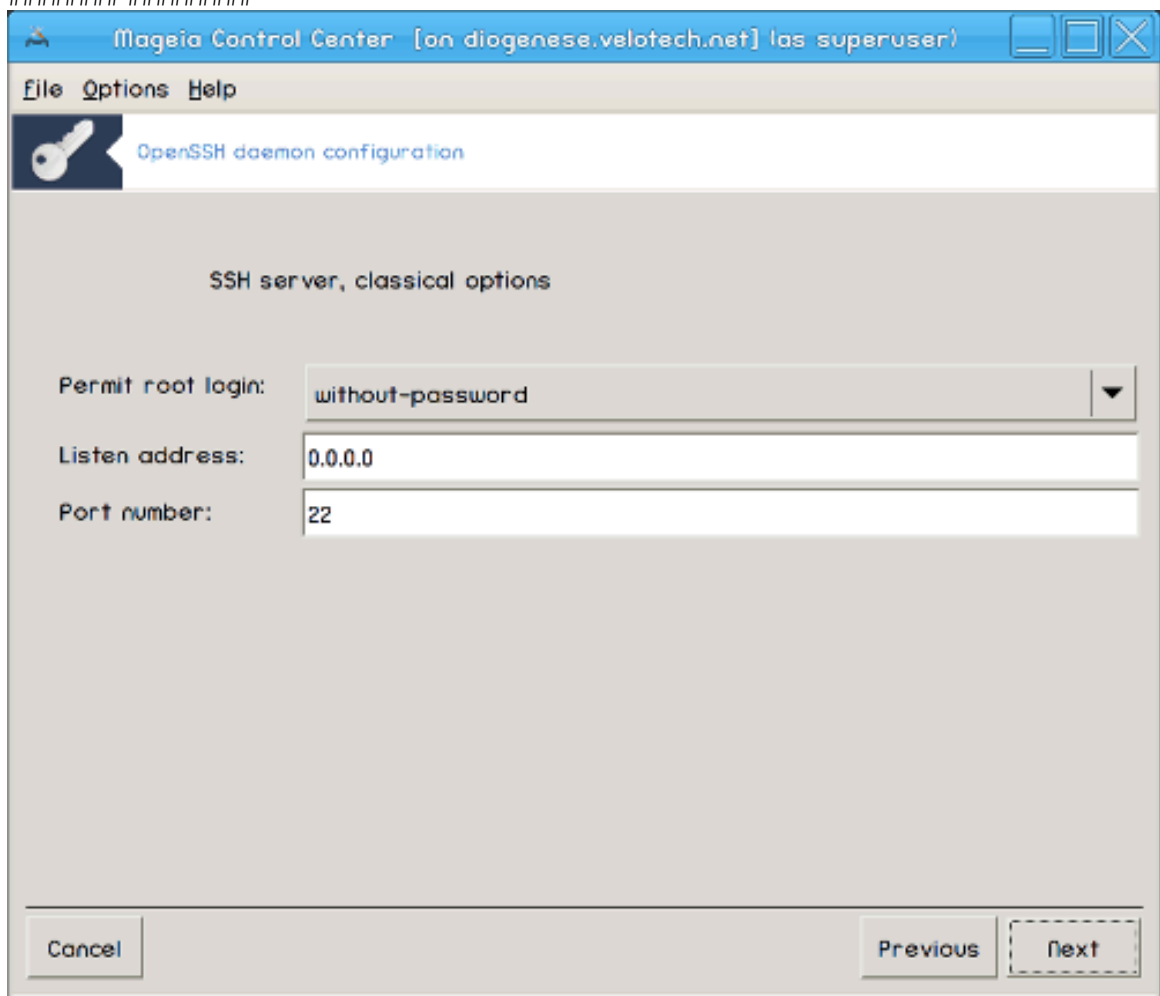 Mageia Control Center [on diogenese.velotech.net] (as superuser)
File Options Help
OpenSSH daemon configuration
SSH server, classical options
Permit root login: without-password
Listen address: 0.0.0.0
Port number: 22
Cancel Previous Next